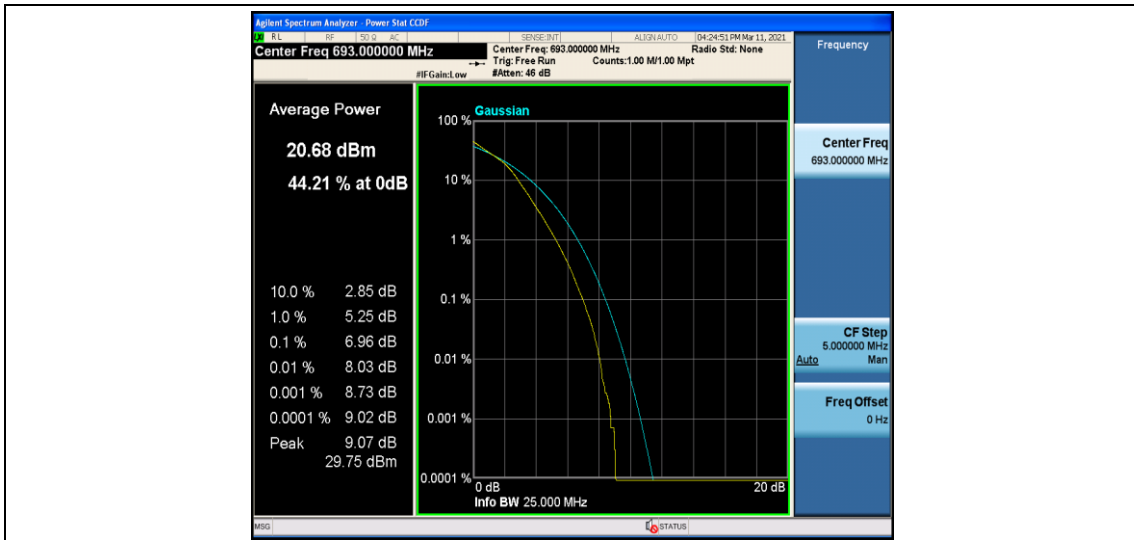 Agilent Spectrum Analyzer - Power Stat CCDF
LXI RL RF 50 Ω AC SENSE:INT ALIGN AUTO 04:24:51 PM Mar 11, 2021
Center Freq 693.000000 MHz
Center Freq: 693.000000 MHz Radio Std: None
Trig: Free Run Counts:1.00 M/1.00 Mpt
#IFGain:Low #Atten: 46 dB
Frequency
Average Power
20.68 dBm
44.21 % at 0dB
10.0 % 2.85 dB
1.0 % 5.25 dB
0.1 % 6.96 dB
0.01 % 8.03 dB
0.001 % 8.73 dB
0.0001 % 9.02 dB
Peak 9.07 dB
29.75 dBm
Gaussian
100 %
10 %
1 %
0.1 %
0.01 %
0.001 %
0.0001 %
0 dB 20 dB
Info BW 25.000 MHz
Center Freq
693.000000 MHz
CF Step
5.000000 MHz
Auto Man
Freq Offset
0 Hz
MSG STATUS